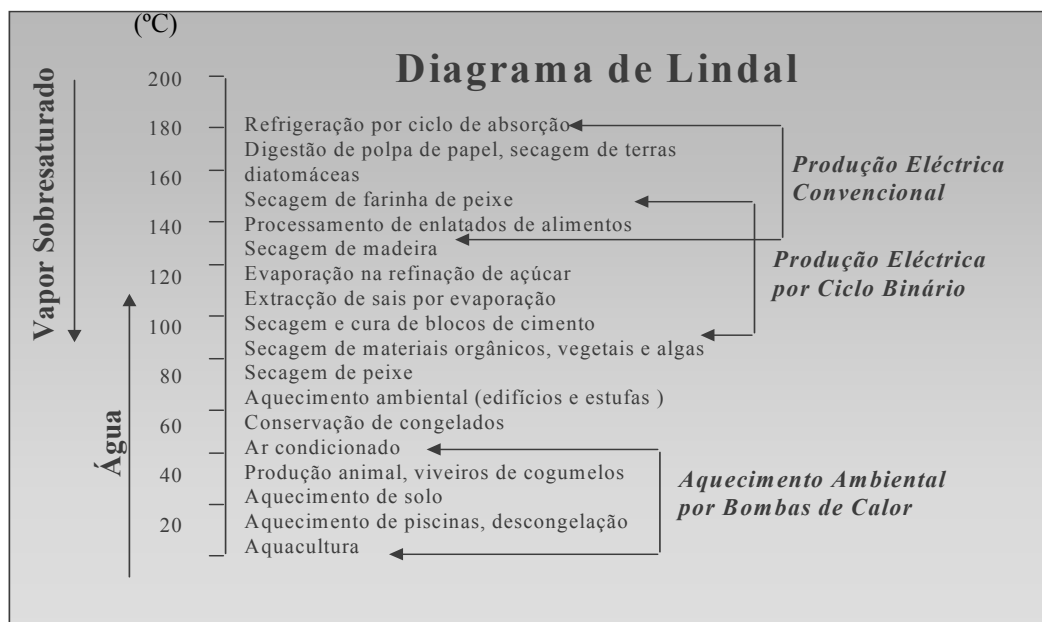 (ºC)
Diagrama de Lindal
Vapor Sobresaturado
Água
200
180
160
140
120
100
80
60
40
20
Refrigeração por ciclo de absorção
Digestão de polpa de papel, secagem de terras
diatomáceas
Secagem de farinha de peixe
Processamento de enlatados de alimentos
Secagem de madeira
Evaporação na refinação de açúcar
Extracção de sais por evaporação
Secagem e cura de blocos de cimento
Secagem de materiais orgânicos, vegetais e algas
Secagem de peixe
Aquecimento ambiental (edifícios e estufas )
Conservação de congelados
Ar condicionado
Produção animal, viveiros de cogumelos
Aquecimento de solo
Aquecimento de piscinas, descongelação
Aquacultura
Produção Eléctrica
Convencional
Produção Eléctrica
por Ciclo Binário
Aquecimento Ambiental
por Bombas de Calor